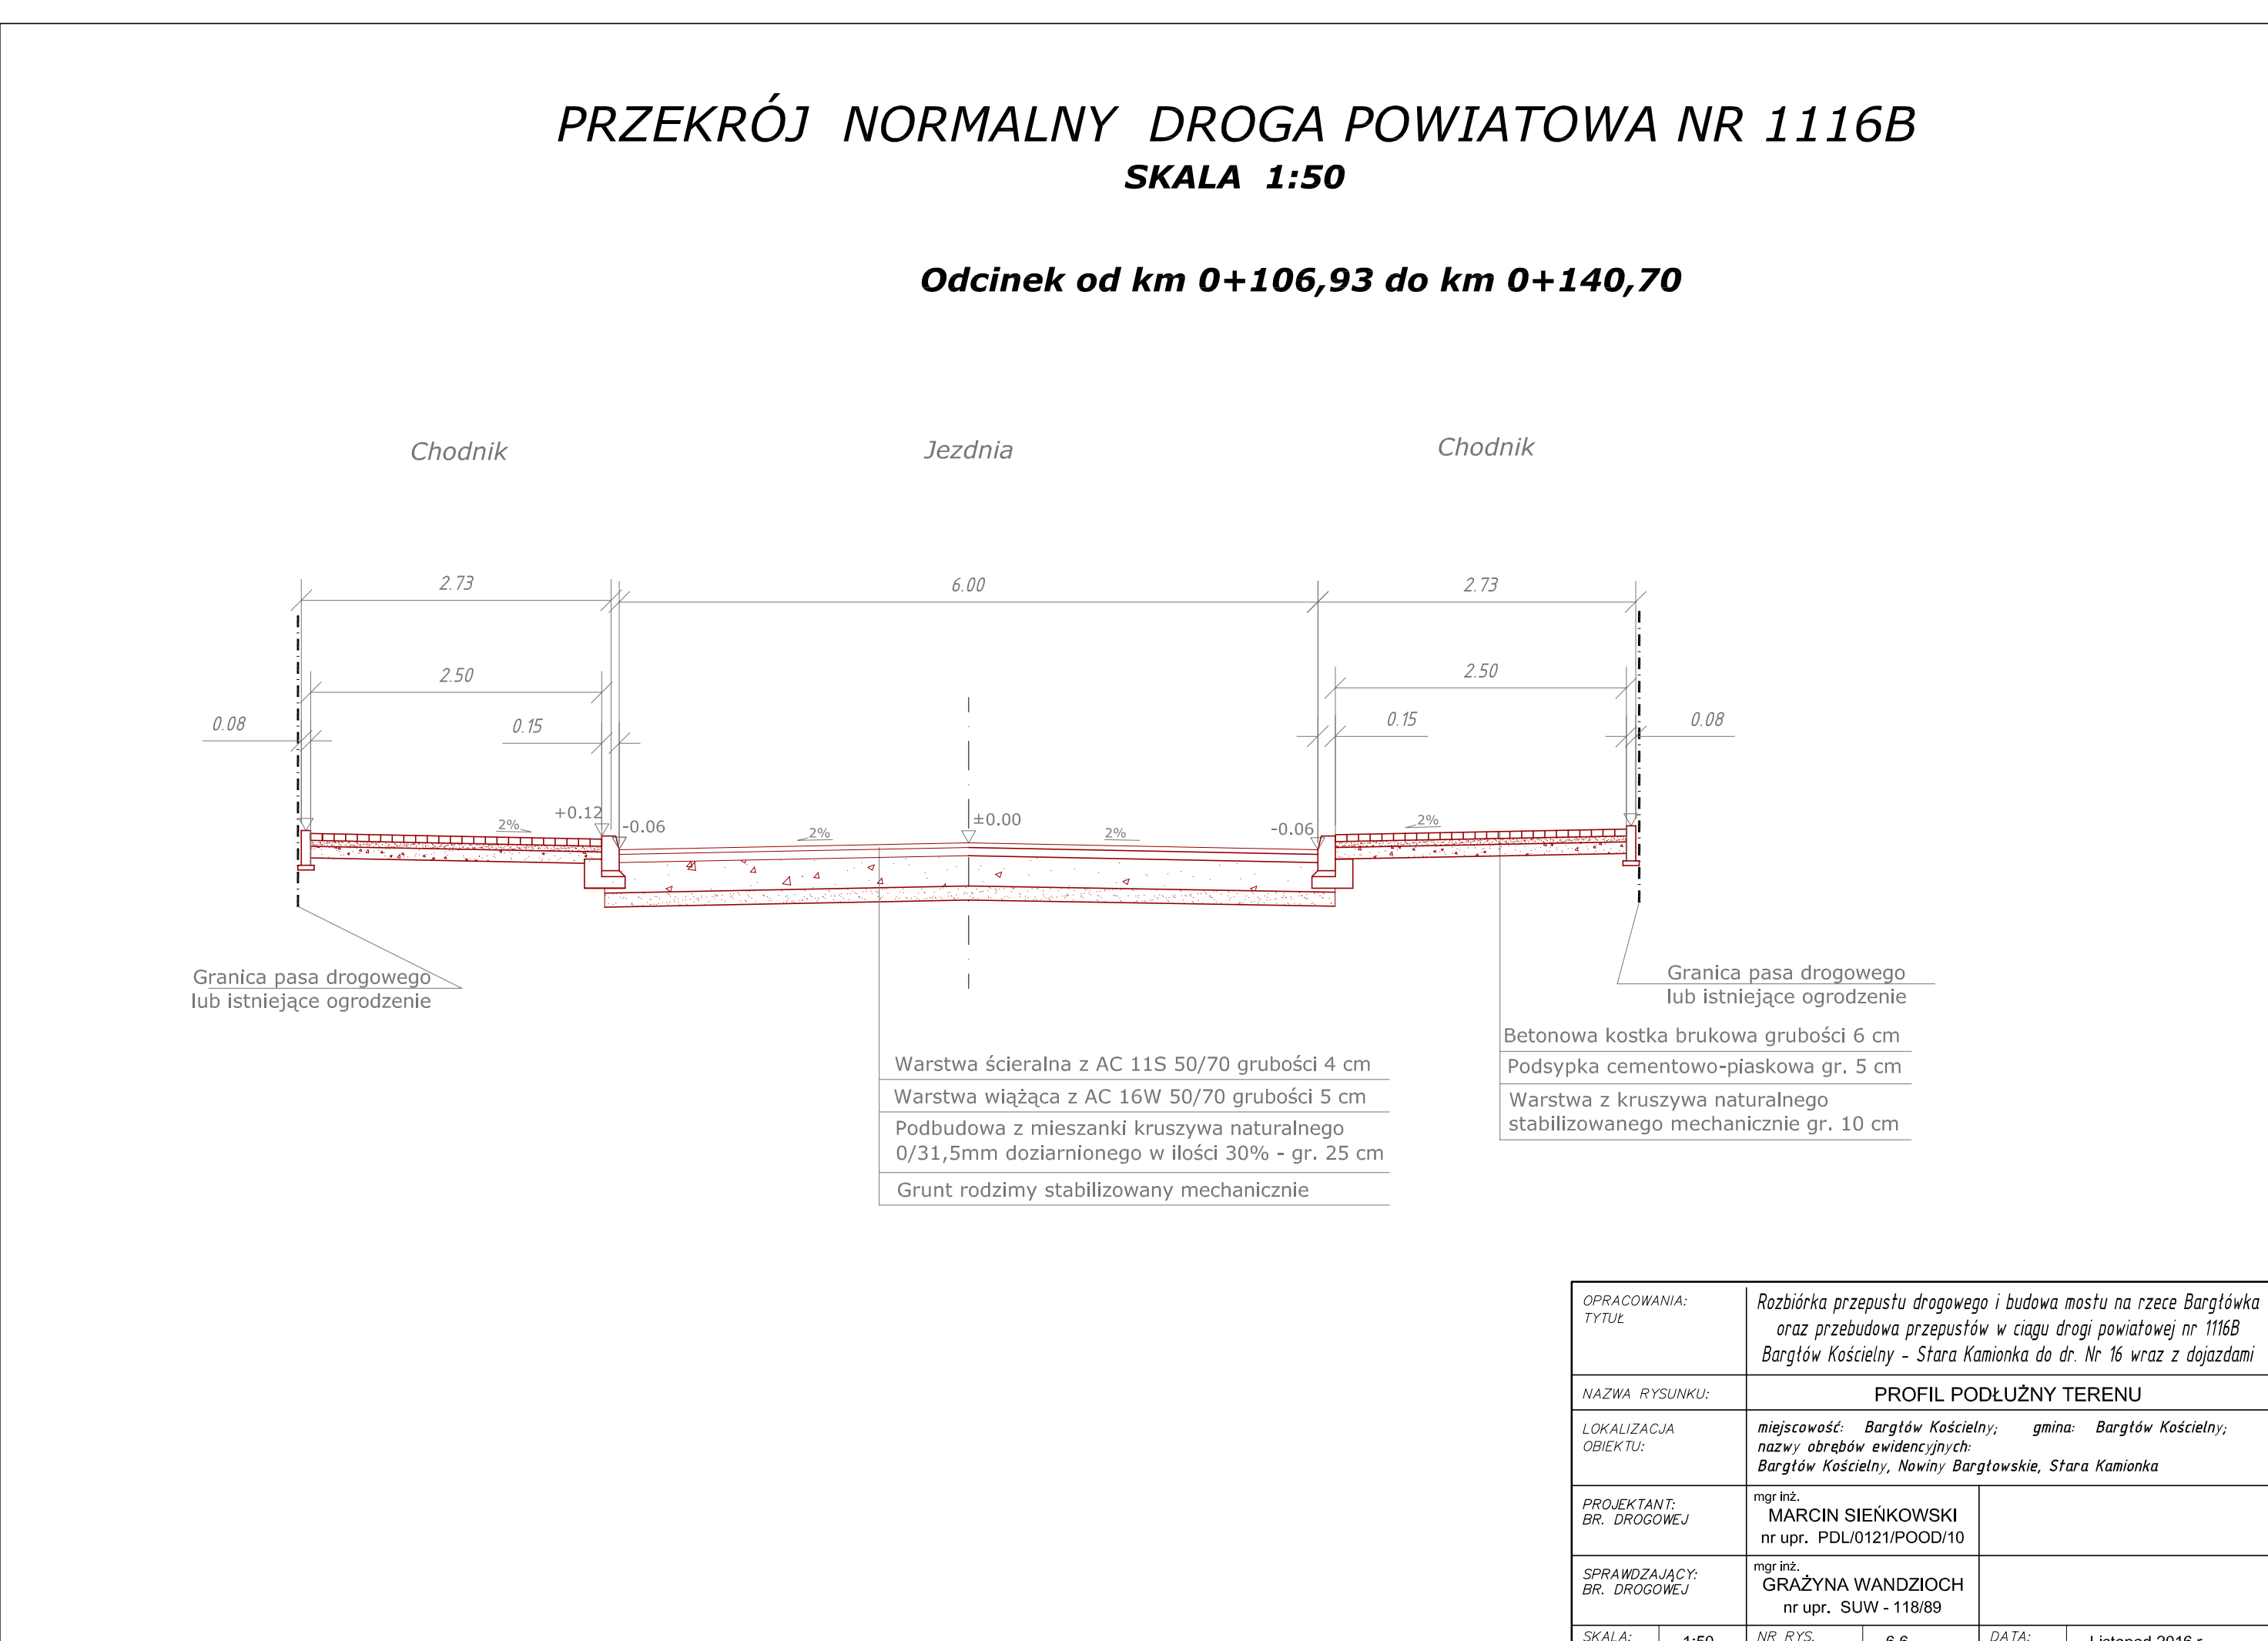 PRZEKRÓJ NORMALNY DROGA POWIATOWA NR 1116B
SKALA 1:50
Odcinek od km 0+106,93 do km 0+140,70
Chodnik
Jezdnia
Chodnik
2.73
6.00
2.73
2.50
2.50
0.08
0.15
0.15
0.08
2%
+0.12
-0.06
2%
±0.00
2%
-0.06
2%
Granica pasa drogowego
lub istniejące ogrodzenie
Granica pasa drogowego
lub istniejące ogrodzenie
Warstwa ścieralna z AC 11S 50/70 grubości 4 cm
Warstwa wiążąca z AC 16W 50/70 grubości 5 cm
Podbudowa z mieszanki kruszywa naturalnego
0/31,5mm doziarnionego w ilości 30% - gr. 25 cm
Grunt rodzimy stabilizowany mechanicznie
Betonowa kostka brukowa grubości 6 cm
Podsypka cementowo-piaskowa gr. 5 cm
Warstwa z kruszywa naturalnego
stabilizowanego mechanicznie gr. 10 cm
OPRACOWANIA:
TYTUŁ
Rozbiórka przepustu drogowego i budowa mostu na rzece Bargłówka
oraz przebudowa przepustów w ciągu drogi powiatowej nr 1116B
Bargłów Kościelny - Stara Kamionka do dr. Nr 16 wraz z dojazdami
NAZWA RYSUNKU:
PROFIL PODŁUŻNY TERENU
LOKALIZACJA
OBIEKTU:
miejscowość: Bargłów Kościelny; gmina: Bargłów Kościelny;
nazwy obrębów ewidencyjnych:
Bargłów Kościelny, Nowiny Bargłowskie, Stara Kamionka
PROJEKTANT:
BR. DROGOWEJ
mgr inż.
MARCIN SIEŃKOWSKI
nr upr. PDL/0121/POOD/10
SPRAWDZAJĄCY:
BR. DROGOWEJ
mgr inż.
GRAŻYNA WANDZIOCH
nr upr. SUW - 118/89
SKALA: 1:50 NR RYS. 6.6 DATA: Listopad 2016 r.